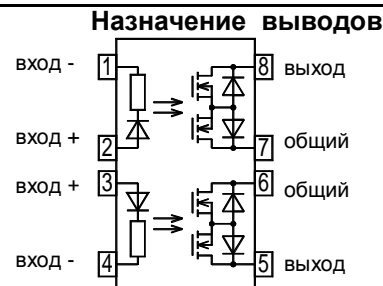 Назначение выводов
вход - 1 8 выход
вход + 2 7 общий
вход + 3 6 общий
вход - 4 5 выход